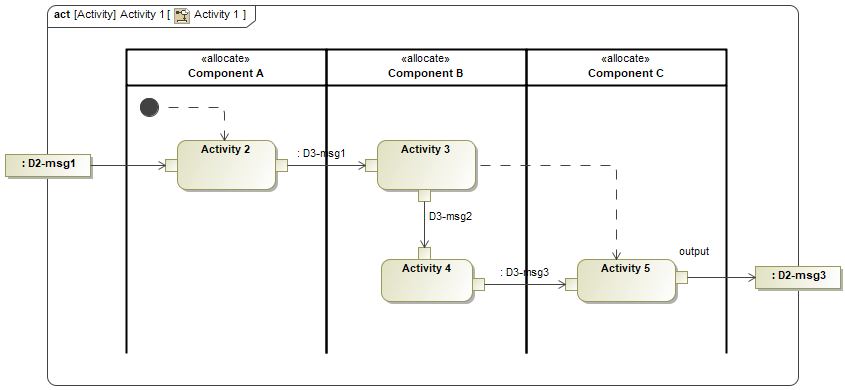 act [Activity] Activity 1 [ Activity 1 ]
«allocate»
Component A
«allocate»
Component B
«allocate»
Component C
Activity 2
: D3-msg1
Activity 3
: D2-msg1
D3-msg2
output
Activity 4
: D3-msg3
Activity 5
: D2-msg3